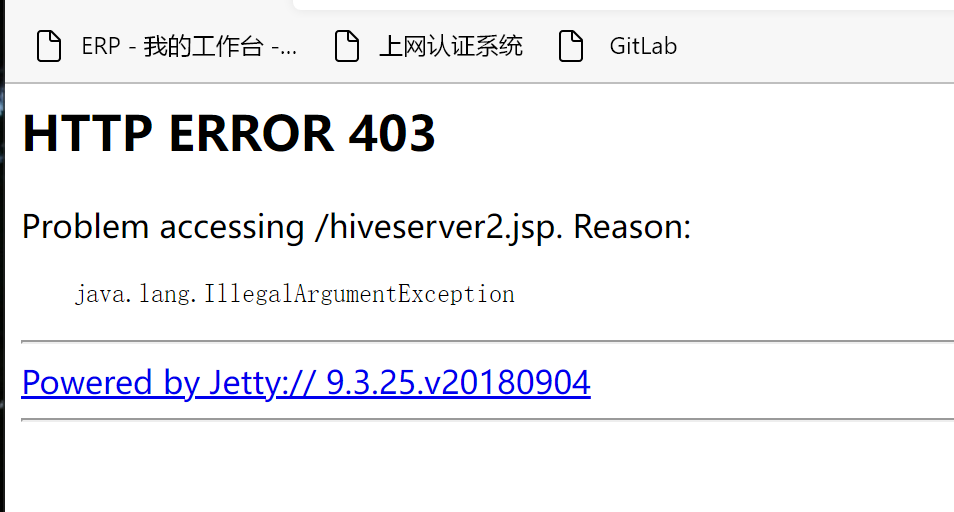 ERP - 我的工作台 -... 上网认证系统 GitLab
HTTP ERROR 403
Problem accessing /hiveserver2.jsp. Reason:
java.lang.IllegalArgumentException
Powered by Jetty:// 9.3.25.v20180904